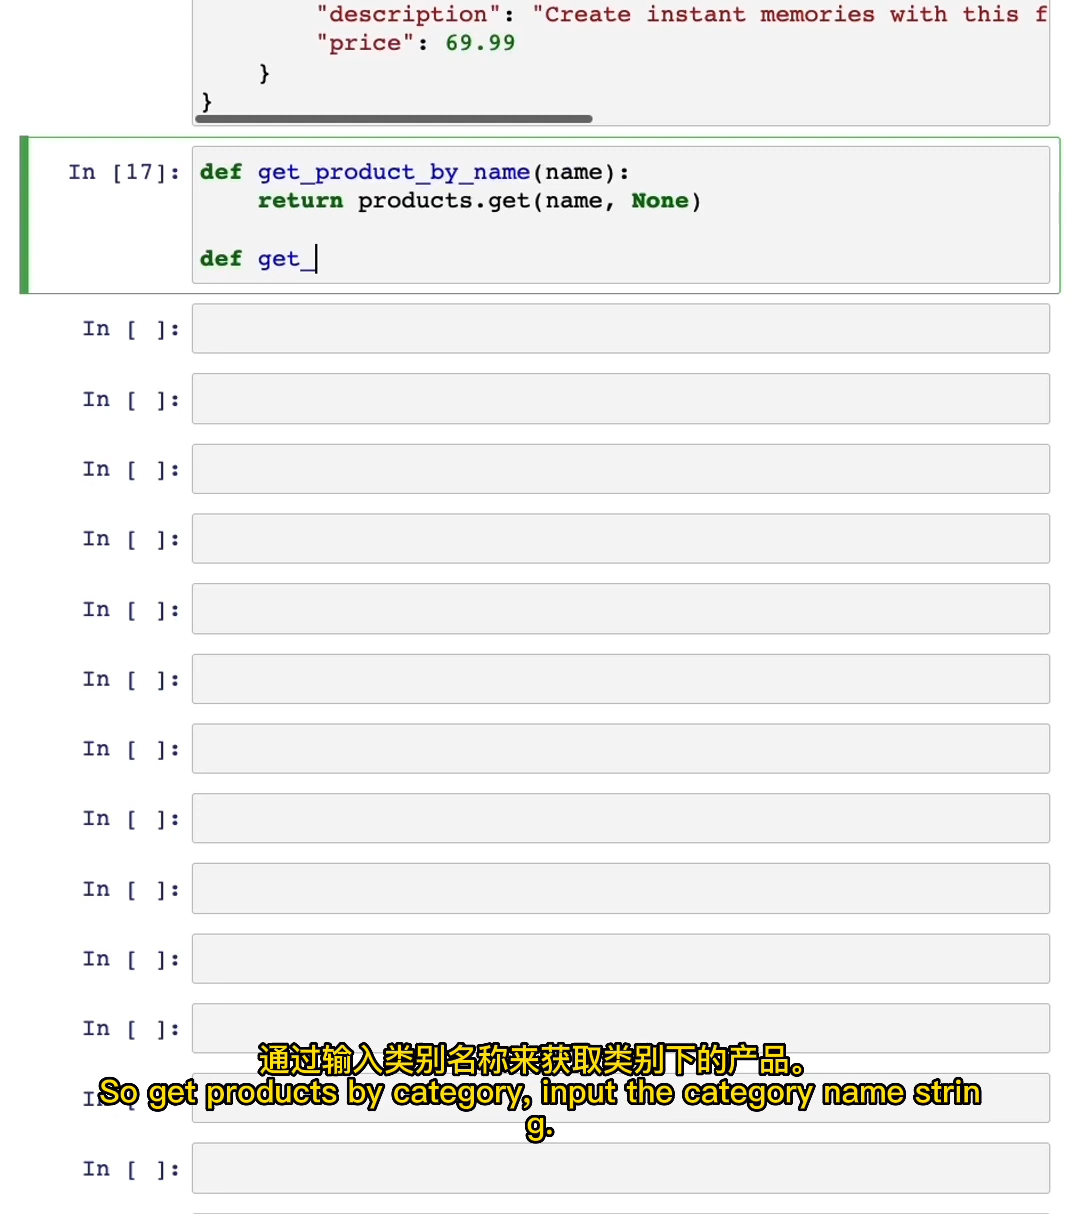 "description": "Create instant memories with this f
"price": 69.99
}
}
In [17]: def get_product_by_name(name):
return products.get(name, None)
def get_
In [ ]:
In [ ]:
In [ ]:
In [ ]:
In [ ]:
In [ ]:
In [ ]:
In [ ]:
In [ ]:
In [ ]:
In [ ]:
通过输入类别名称来获取类别下的产品。
So get products by category, input the category name strin
g.
In [ ]: